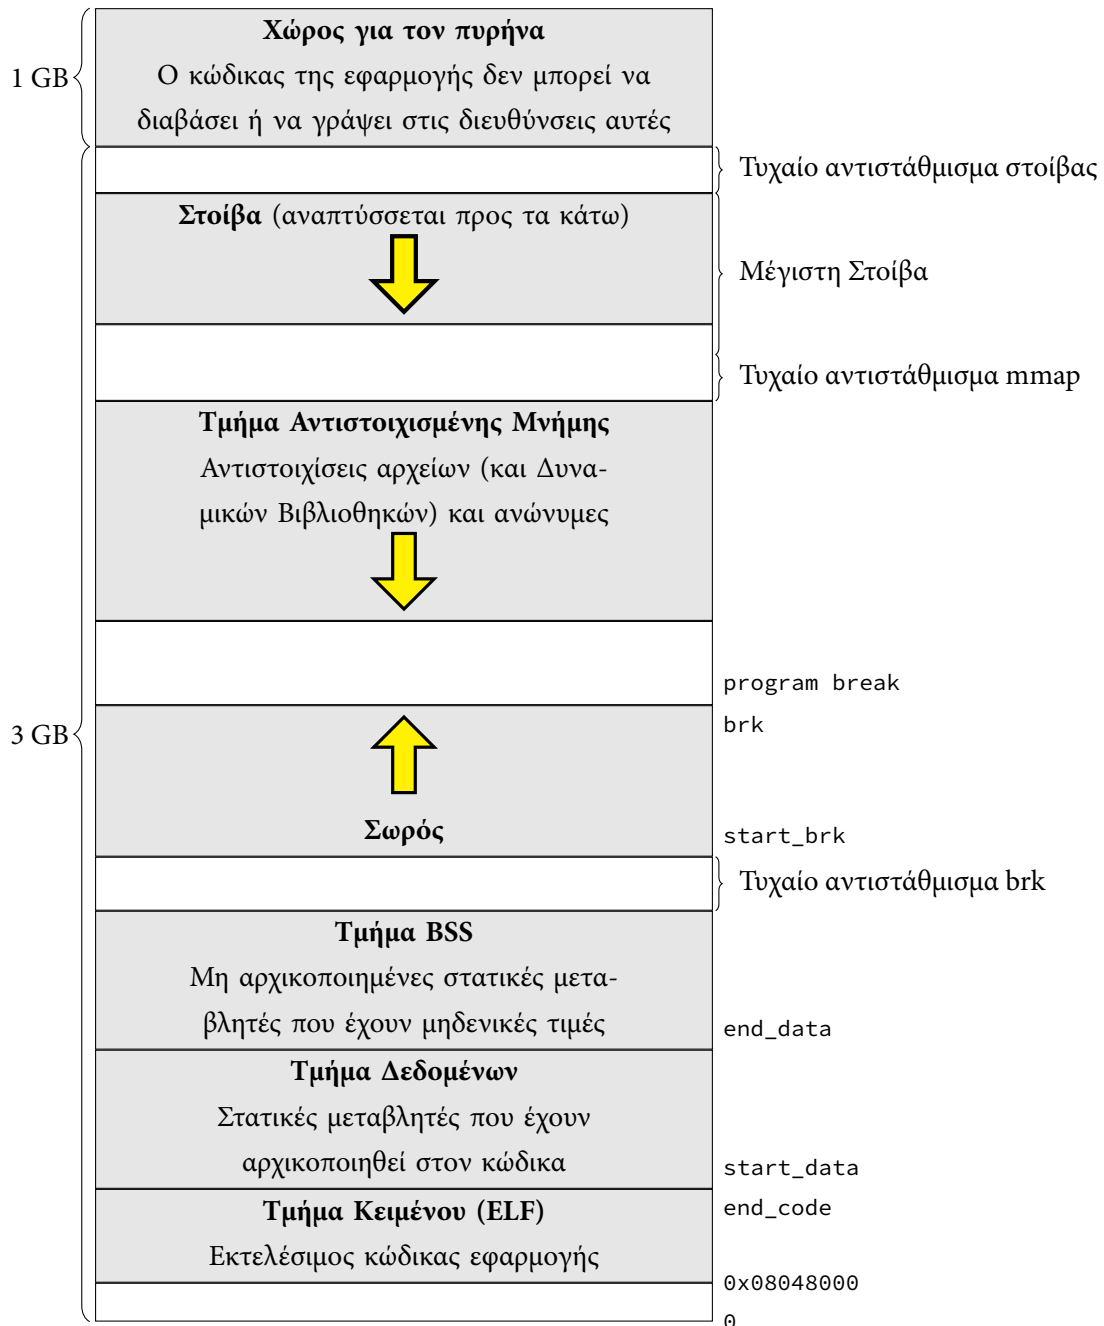 Χώρος για τον πυρήνα
1 GB
Ο κώδικας της εφαρμογής δεν μπορεί να
διαβάσει ή να γράψει στις διευθύνσεις αυτές
Τυχαίο αντιστάθμισμα στοίβας
Στοίβα (αναπτύσσεται προς τα κάτω)
Μέγιστη Στοίβα
Τυχαίο αντιστάθμισμα mmap
Τμήμα Αντιστοιχισμένης Μνήμης
Αντιστοιχίσεις αρχείων (και Δυνα-
μικών Βιβλιοθηκών) και ανώνυμες
program break
brk
3 GB
Σωρός
start_brk
Τυχαίο αντιστάθμισμα brk
Τμήμα BSS
Μη αρχικοποιημένες στατικές μετα-
βλητές που έχουν μηδενικές τιμές
end_data
Τμήμα Δεδομένων
Στατικές μεταβλητές που έχουν
αρχικοποιηθεί στον κώδικα
start_data
Τμήμα Κειμένου (ELF)
end_code
Εκτελέσιμος κώδικας εφαρμογής
0x08048000
0